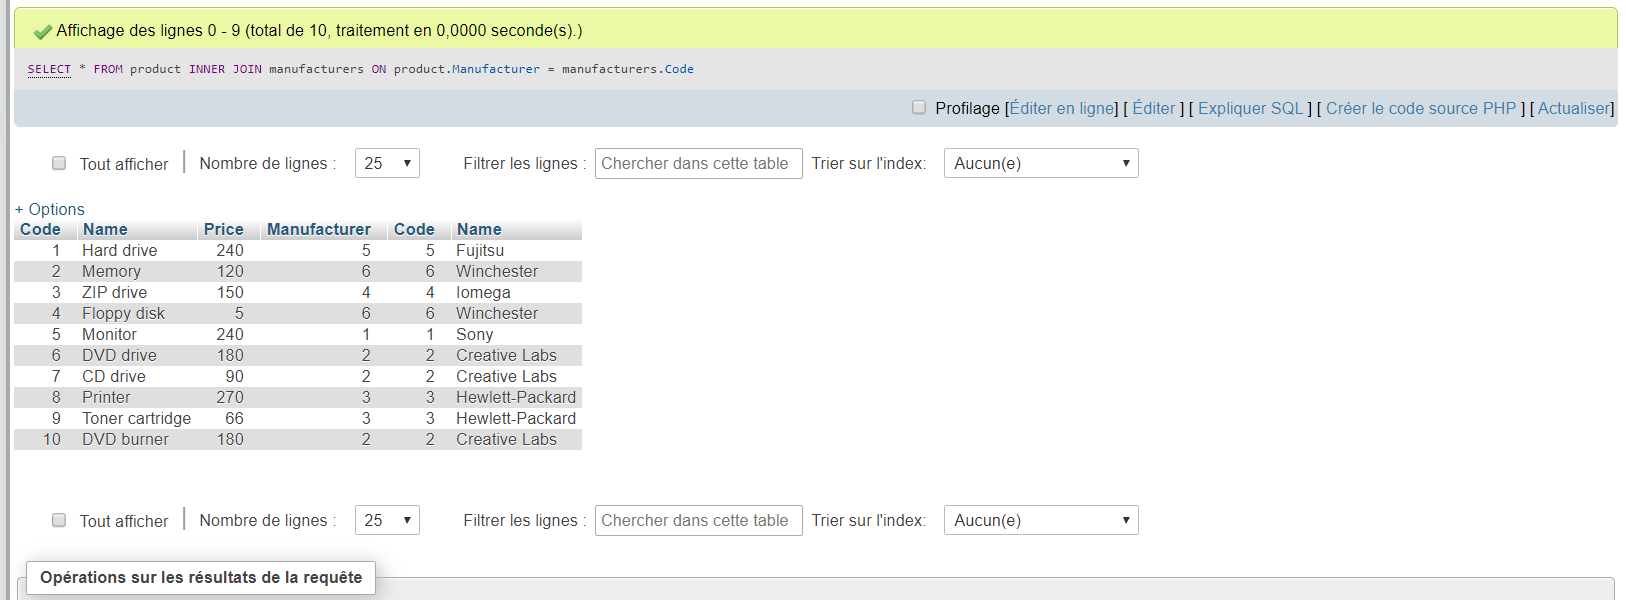 Affichage des lignes 0 - 9 (total de 10, traitement en 0,0000 seconde(s).)
SELECT * FROM product INNER JOIN manufacturers ON product.Manufacturer = manufacturers.Code
Profilage [Éditer en ligne] [ Éditer ] [ Expliquer SQL ] [ Créer le code source PHP ] [ Actualiser]
Tout afficher Nombre de lignes : 25 Filtrer les lignes : Chercher dans cette table Trier sur l'index: Aucun(e)
+ Options
Code Name Price Manufacturer Code Name
1 Hard drive 240 5 5 Fujitsu
2 Memory 120 6 6 Winchester
3 ZIP drive 150 4 4 Iomega
4 Floppy disk 5 6 6 Winchester
5 Monitor 240 1 1 Sony
6 DVD drive 180 2 2 Creative Labs
7 CD drive 90 2 2 Creative Labs
8 Printer 270 3 3 Hewlett-Packard
9 Toner cartridge 66 3 3 Hewlett-Packard
10 DVD burner 180 2 2 Creative Labs
Tout afficher Nombre de lignes : 25 Filtrer les lignes : Chercher dans cette table Trier sur l'index: Aucun(e)
Opérations sur les résultats de la requête